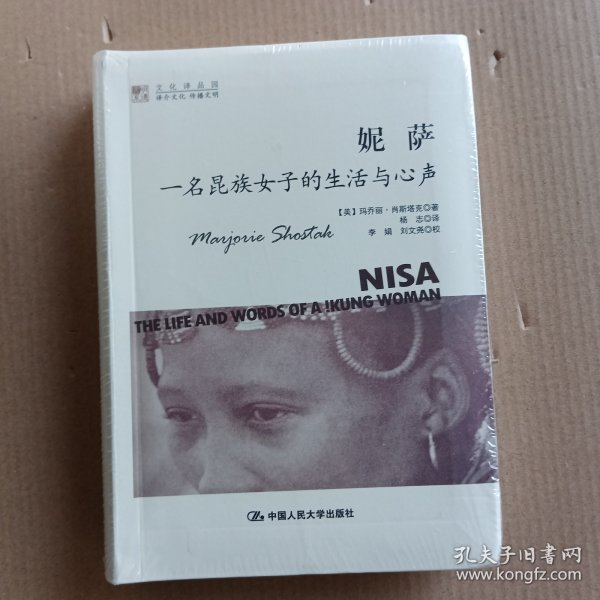 文化译品园
译介文化 传播文明
妮萨
一名昆族女子的生活与心声
【美】玛乔丽·肖斯塔克◎著
杨志◎译
李娟 刘文尧◎校
Marjorie Shostak
NISA
THE LIFE AND WORDS OF A !KUNG WOMAN
中国人民大学出版社
孔夫子旧书网
www.kongfz.com